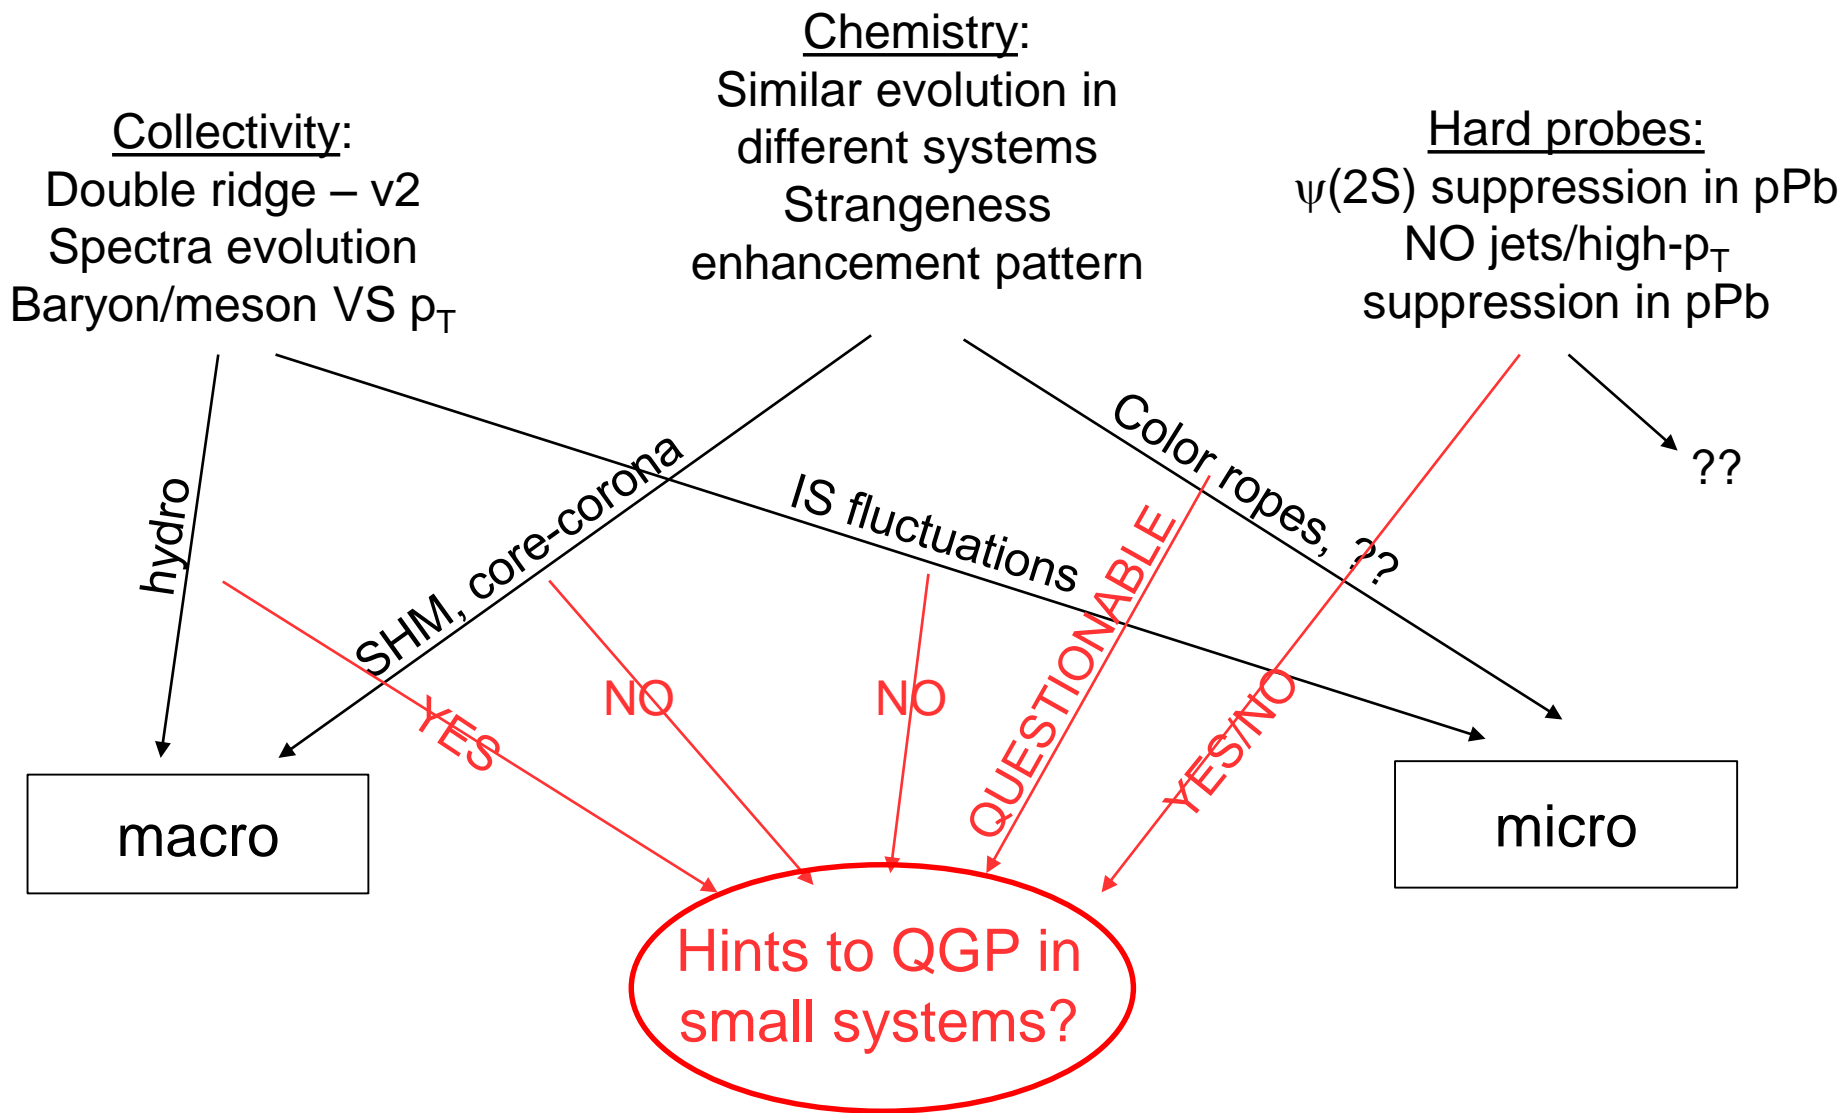 Collectivity:
Double ridge – v2
Spectra evolution
Baryon/meson VS pT
Chemistry:
Similar evolution in
different systems
Strangeness
enhancement pattern
Hard probes:
ψ(2S) suppression in pPb
NO jets/high-pT
suppression in pPb
hydro
SHM, core-corona
IS fluctuations
Color ropes, ??
??
YES
NO
NO
QUESTIONABLE
YES/NO
macro
micro
Hints to QGP in
small systems?